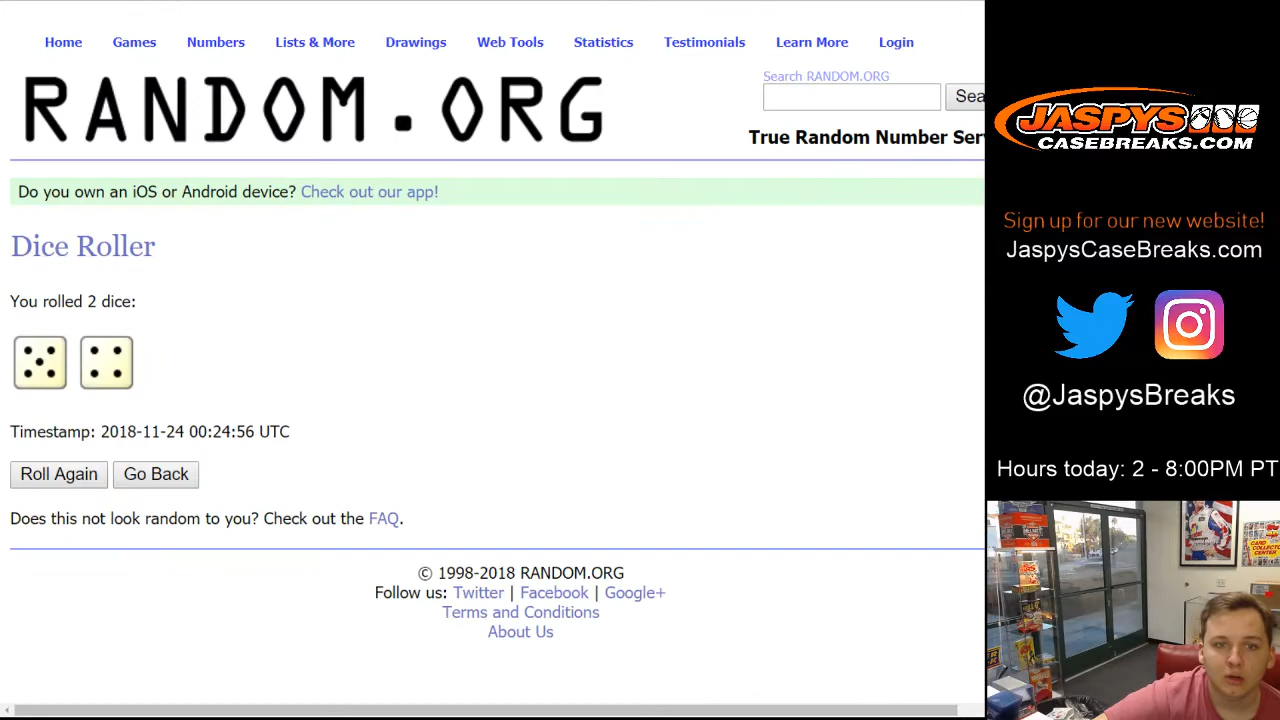 Home Games Numbers Lists & More Drawings Web Tools Statistics Testimonials Learn More Login
RANDOM.ORG
Search RANDOM.ORG
Sea
True Random Number Ser
Do you own an iOS or Android device? Check out our app!
Dice Roller
You rolled 2 dice:
Timestamp: 2018-11-24 00:24:56 UTC
Roll Again Go Back
Does this not look random to you? Check out the FAQ.
© 1998-2018 RANDOM.ORG
Follow us: Twitter | Facebook | Google+
Terms and Conditions
About Us
JASPYS
CASEBREAKS.COM
Sign up for our new website!
JaspysCaseBreaks.com
@JaspysBreaks
Hours today: 2 - 8:00PM PT
CARD
COLLECTOR
CENTER